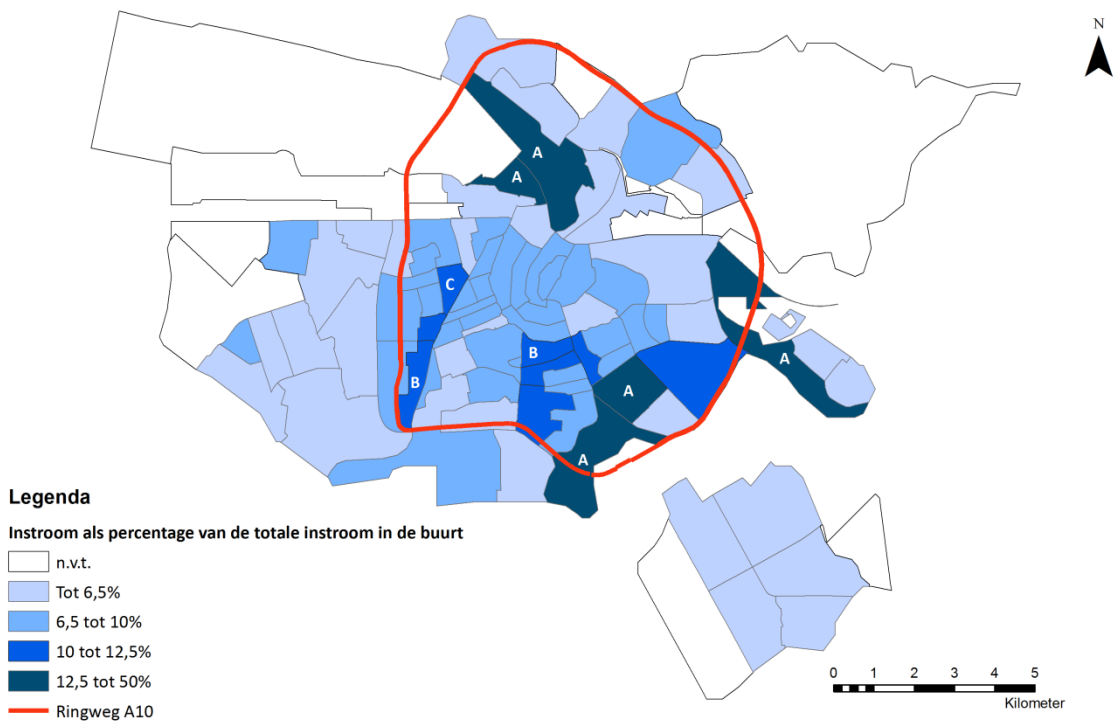 N
A
A
C
B
B
A
A
A
Legenda
Instroom als percentage van de totale instroom in de buurt
n.v.t.
Tot 6,5%
6,5 tot 10%
10 tot 12,5%
12,5 tot 50%
Ringweg A10
0 1 2 3 4 5
Kilometer